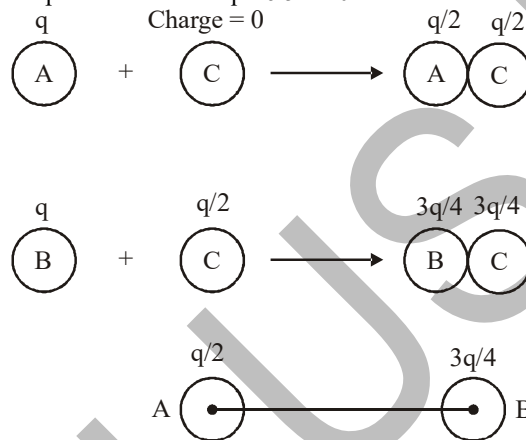 q Charge = 0 q/2 q/2
A + C A C
q q/2 3q/4 3q/4
B + C B C
q/2 3q/4
A B